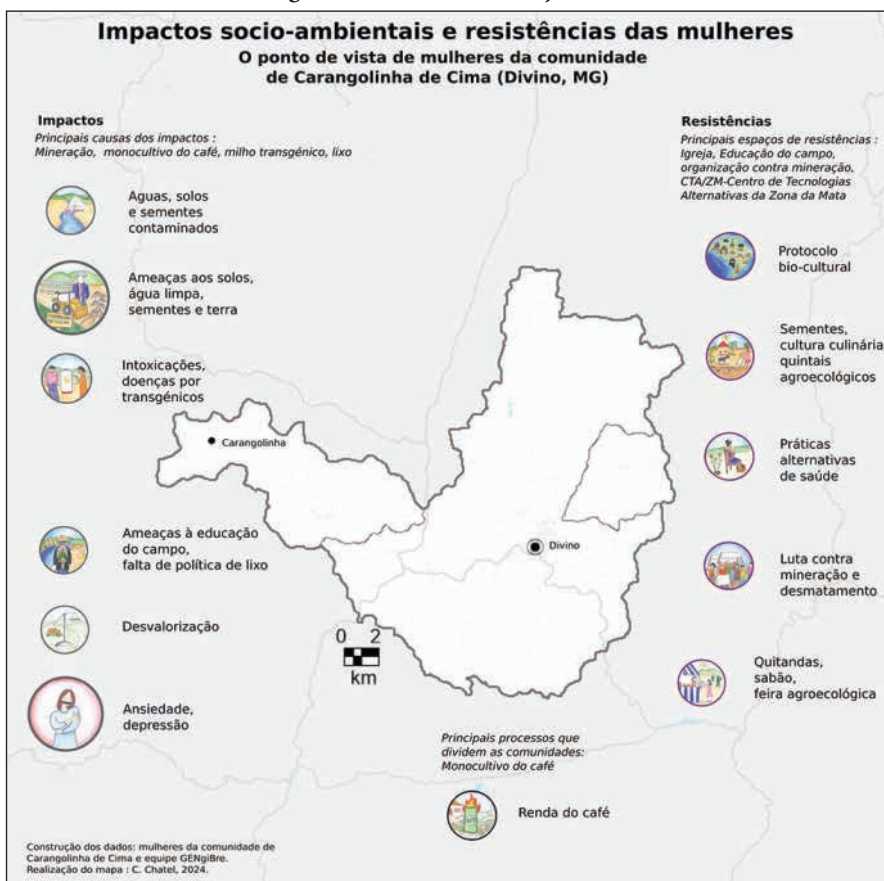 Impactos socio-ambientais e resistências das mulheres
O ponto de vista de mulheres da comunidade
de Carangolinha de Cima (Divino, MG)
Impactos
Principais causas dos impactos :
Mineração, monocultivo do café, milho transgénico, lixo
Aguas, solos
e sementes
contaminados
Ameaças aos solos,
água limpa,
sementes e terra
Intoxicações,
doenças por
transgénicos
Ameaças à educação
do campo,
falta de política de lixo
Desvalorização
Ansiedade,
depressão
Carangolinha
Divino
0 2
km
Resistências
Principais espaços de resistências :
Igreja, Educação do campo,
organização contra mineração,
CTA/ZM-Centro de Tecnologias
Alternativas da Zona da Mata
Protocolo
bio-cultural
Sementes,
cultura culinária
quintais
agroecológicos
Práticas
alternativas
de saúde
Luta contra
mineração e
desmatamento
Quitandas,
sabão,
feira agroecológica
Principais processos que
dividem as comunidades:
Monocultivo do café
Renda do café
Construção dos dados: mulheres da comunidade de
Carangolinha de Cima e equipe GENgiBre.
Realização do mapa : C. Chatel, 2024.